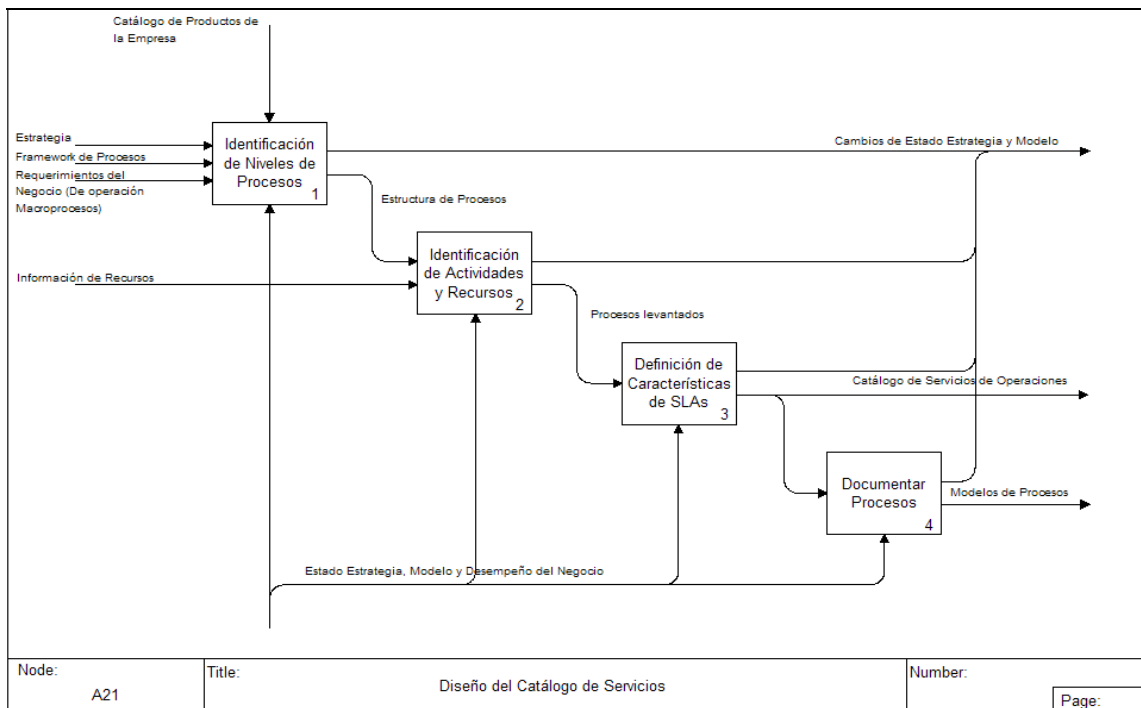 Catálogo de Productos de
la Empresa
Estrategia
Framework de Procesos
Requerimientos del
Negocio (De operación
Macroprocesos)
Identificación
de Niveles de
Procesos
1
Cambios de Estado Estrategia y Modelo
Estructura de Procesos
Información de Recursos
Identificación
de Actividades
y Recursos
2
Procesos levantados
Definición de
Características
de SLAs
3
Catálogo de Servicios de Operaciones
Documentar
Procesos
4
Modelos de Procesos
Estado Estrategia, Modelo y Desempeño del Negocio
Node:
A21
Title:
Diseño del Catálogo de Servicios
Number:
Page: